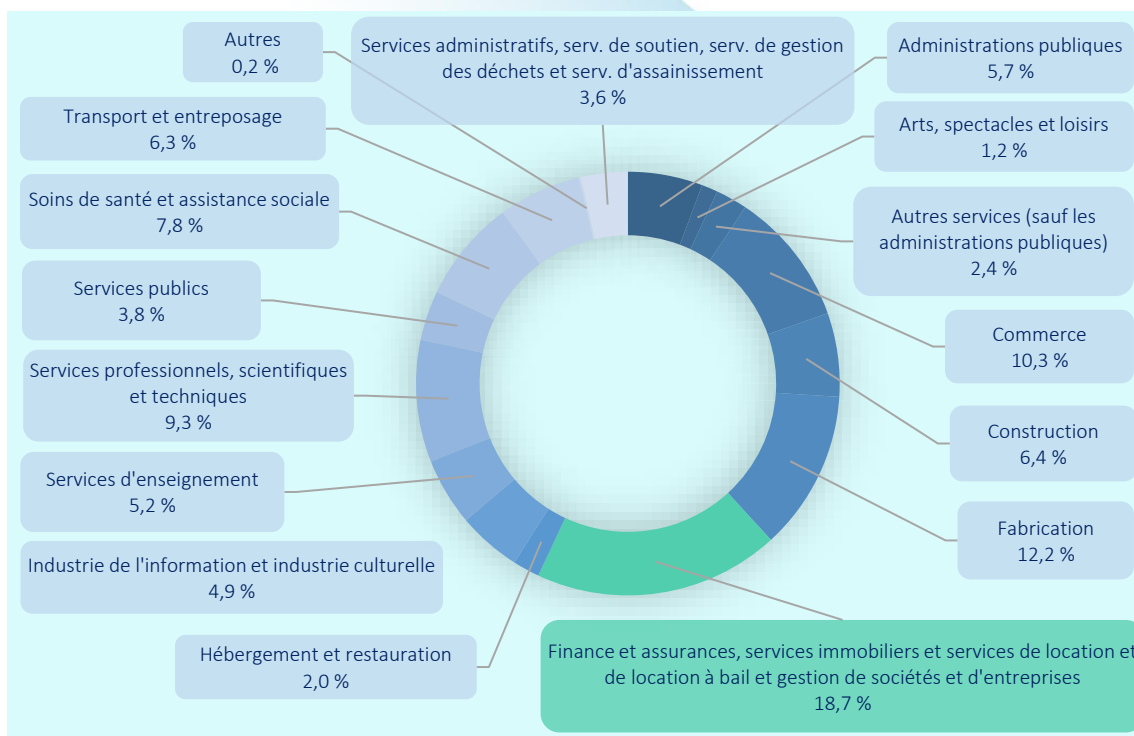 Autres
0,2 %
Services administratifs, serv. de soutien, serv. de gestion
des déchets et serv. d'assainissement
3,6 %
Administrations publiques
5,7 %
Transport et entreposage
6,3 %
Arts, spectacles et loisirs
1,2 %
Soins de santé et assistance sociale
7,8 %
Autres services (sauf les
administrations publiques)
2,4 %
Services publics
3,8 %
Commerce
10,3 %
Services professionnels, scientifiques
et techniques
9,3 %
Construction
6,4 %
Services d'enseignement
5,2 %
Fabrication
12,2 %
Industrie de l'information et industrie culturelle
4,9 %
Hébergement et restauration
2,0 %
Finance et assurances, services immobiliers et services de location et
de location à bail et gestion de sociétés et d'entreprises
18,7 %